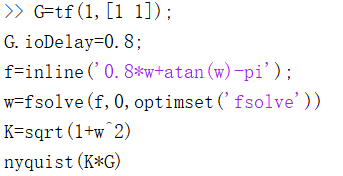 >> G=tf(1,[1 1]);
G.ioDelay=0.8;
f=inline('0.8*w+atan(w)-pi');
w=fsolve(f,0,optimset('fsolve'))
K=sqrt(1+w^2)
nyquist(K*G)